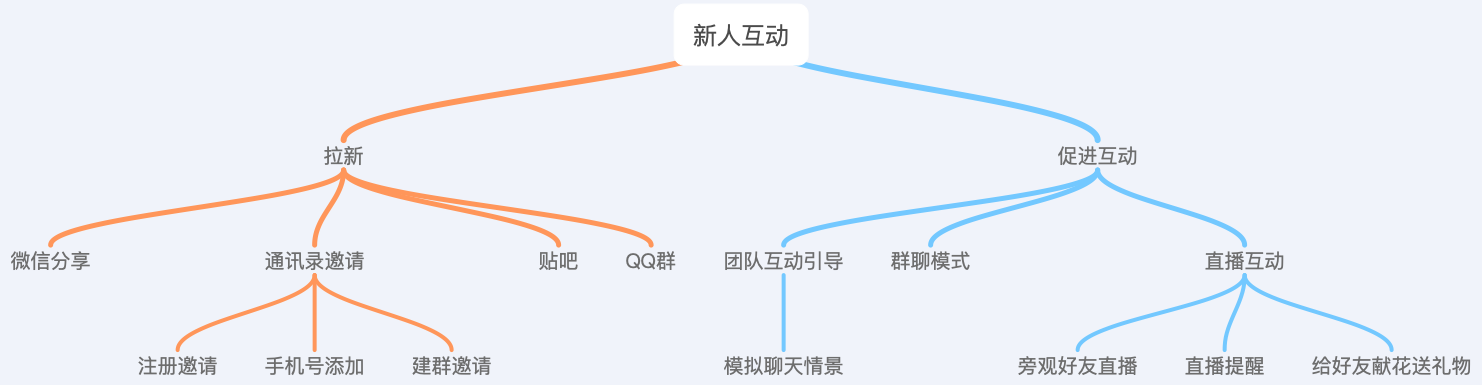 新人互动
拉新
促进互动
微信分享
通讯录邀请
贴吧
QQ群
团队互动引导
群聊模式
直播互动
注册邀请
手机号添加
建群邀请
模拟聊天情景
旁观好友直播
直播提醒
给好友献花送礼物